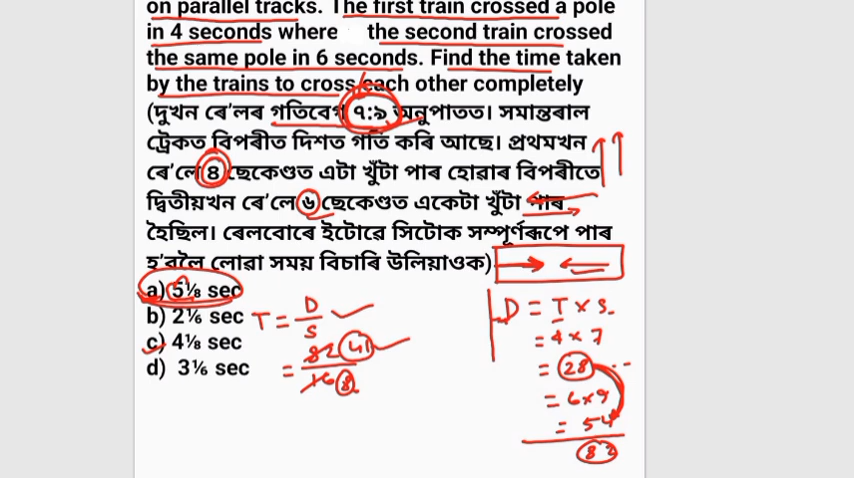 on parallel tracks. The first train crossed a pole
in 4 seconds where the second train crossed
the same pole in 6 seconds. Find the time taken
by the trains to cross each other completely
(দুখন ৰে'লৰ গতিবেগ ৭:৯ অনুপাতত। সমান্তৰাল
ট্ৰেকত বিপৰীত দিশত গতি কৰি আছে। প্ৰথমখন
ৰে'লে ৪ ছেকেণ্ডত এটা খুঁটা পাৰ হোৱাৰ বিপৰীতে
দ্বিতীয়খন ৰে'লে ৬ ছেকেণ্ডত একেটা খুঁটা পাৰ
হৈছিল। ৰেলবোৰে ইটোৱে সিটোক সম্পূৰ্ণৰূপে পাৰ
হ'বলৈ লোৱা সময় বিচাৰি উলিয়াওক)
a) 5⅛ sec
b) 2⅙ sec
c) 4⅛ sec
d) 3⅙ sec
T = D/S
= 82 41 / 16 8
D = T × S
= 4 × 7
= 28
= 6 × 9
= 54
82